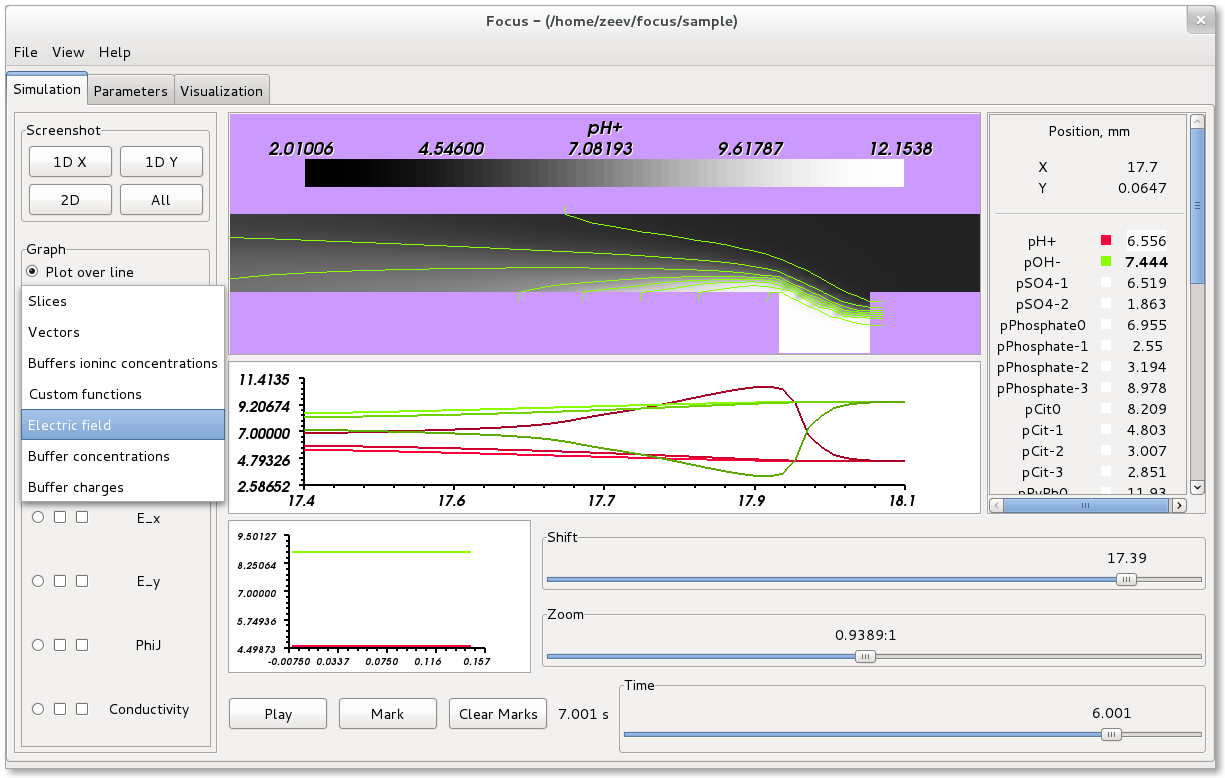 Focus – (/home/zeev/focus/sample)
File View Help
Simulation Parameters Visualization
Screenshot
1D X 1D Y
2D All
Graph
Plot over line
Slices
Vectors
Buffers ioninc concentrations
Custom functions
Electric field
Buffer concentrations
Buffer charges
E_x
E_y
PhiJ
Conductivity
pH+
2.01006 4.54600 7.08193 9.61787 12.1538
11.4135
9.20674
7.00000
4.79326
2.58652
17.4 17.6 17.7 17.9 18.1
9.50127
8.25064
7.00000
5.74936
4.49873
-0.00750 0.0337 0.0750 0.116 0.157
Play Mark Clear Marks 7.001 s
Position, mm
X 17.7
Y 0.0647
pH+ 6.556
pOH- 7.444
pSO4-1 6.519
pSO4-2 1.863
pPhosphate0 6.955
pPhosphate-1 2.55
pPhosphate-2 3.194
pPhosphate-3 8.978
pCit0 8.209
pCit-1 4.803
pCit-2 3.007
pCit-3 2.851
pPyPh0 11.93
Shift
17.39
Zoom
0.9389:1
Time
6.001